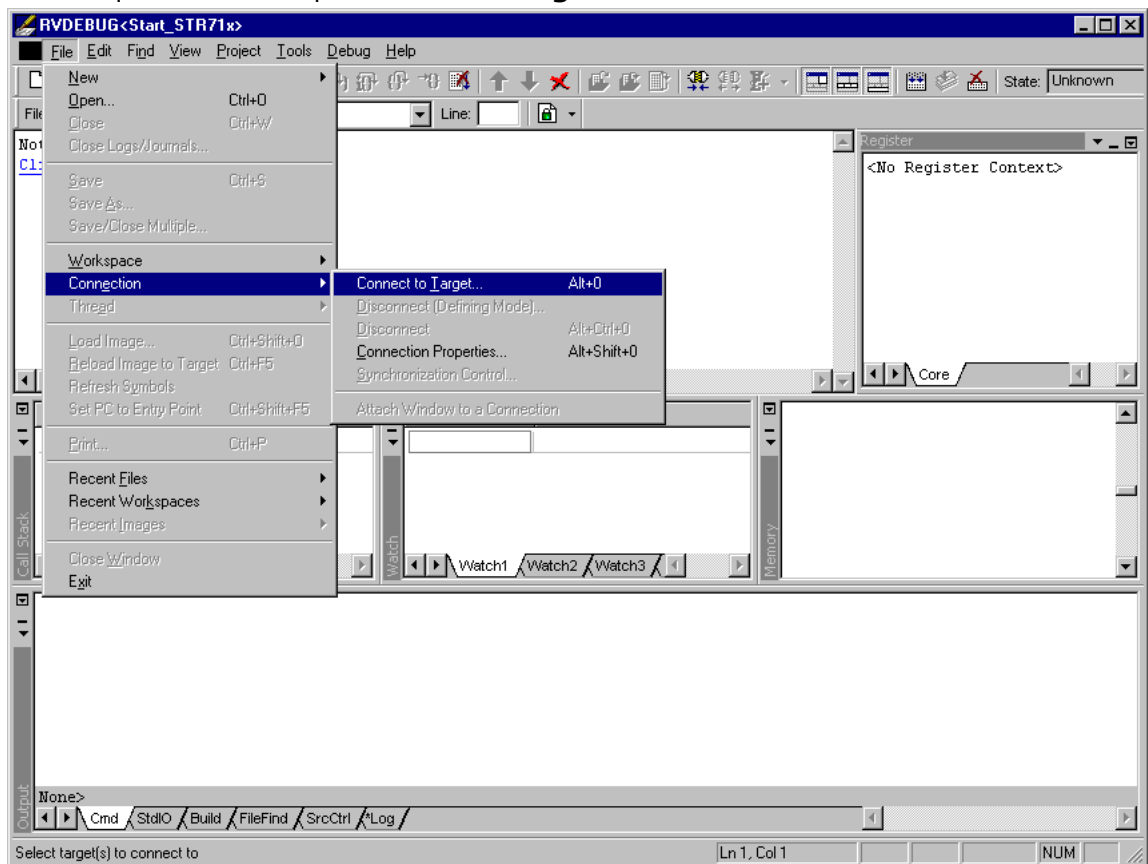 RVDEBUG<Start_STR71x>
File Edit Find View Project Tools Debug Help
State: Unknown
File
Line:
New
Open... Ctrl+O
Close Ctrl+W
Close Logs/Journals...
Save Ctrl+S
Save As...
Save/Close Multiple...
Workspace
Connection
Thread
Load Image... Ctrl+Shift+O
Reload Image to Target Ctrl+F5
Refresh Symbols
Set PC to Entry Point Ctrl+Shift+F5
Print... Ctrl+P
Recent Files
Recent Workspaces
Recent Images
Close Window
Exit
Connect to Target... Alt+0
Disconnect (Defining Mode)...
Disconnect Alt+Ctrl+0
Connection Properties... Alt+Shift+0
Synchronization Control...
Attach Window to a Connection
Register
<No Register Context>
Core
Call Stack
Watch
Watch1 Watch2 Watch3
Memory
Output
None>
Cmd StdIO Build FileFind SrcCtrl *Log
Select target(s) to connect to
Ln 1, Col 1
NUM